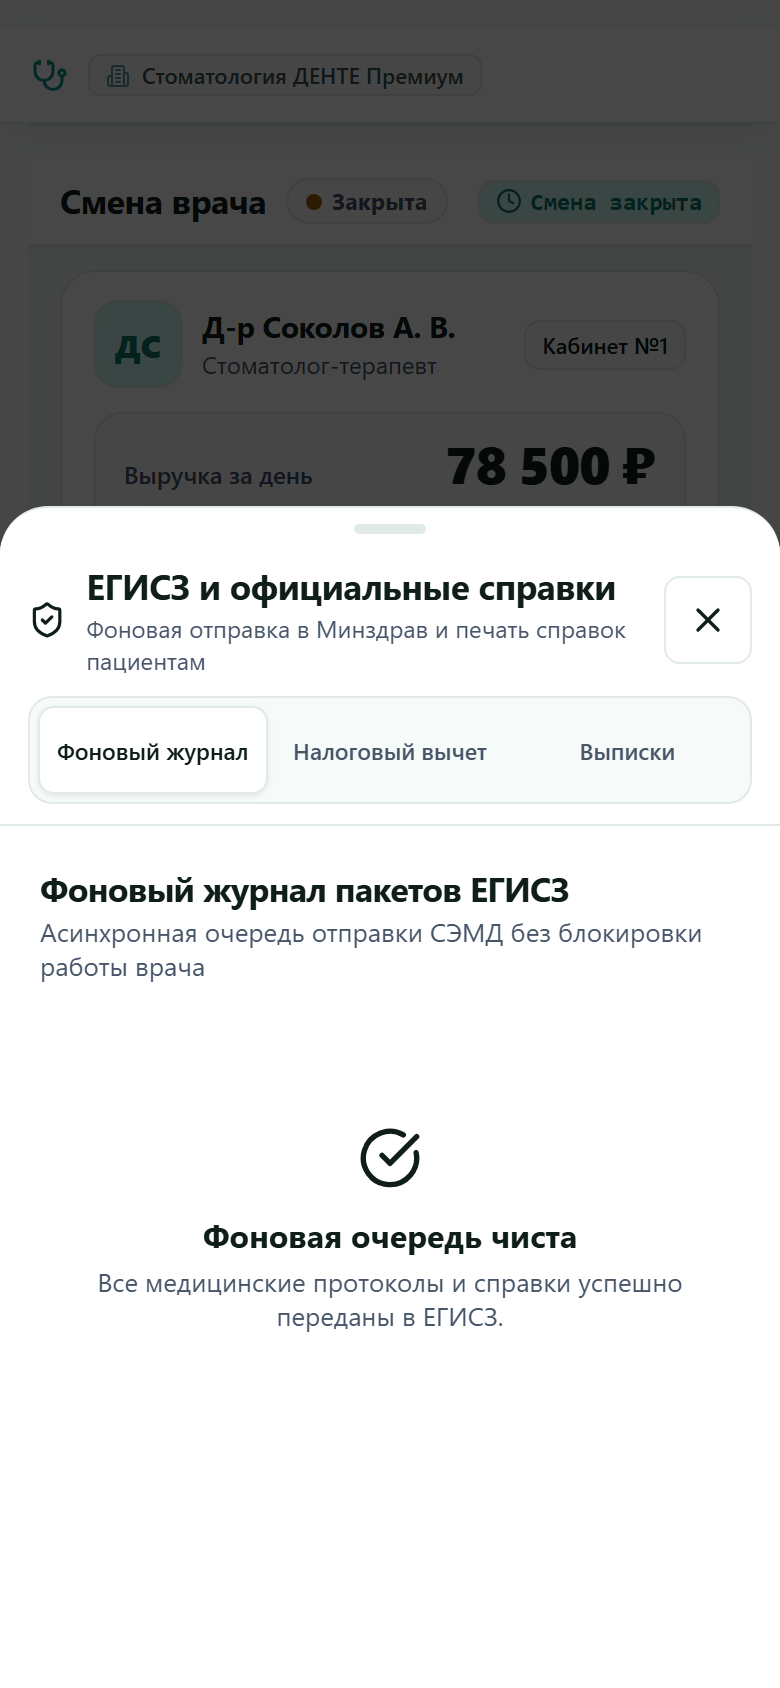 Стоматология ДЕНТЕ Премиум
Смена врача
Закрыта
Смена закрыта
ДС
Д-р Соколов А. В.
Стоматолог-терапевт
Кабинет №1
Выручка за день
78 500 ₽
ЕГИСЗ и официальные справки
Фоновая отправка в Минздрав и печать справок
пациентам
Фоновый журнал
Налоговый вычет
Выписки
Фоновый журнал пакетов ЕГИСЗ
Асинхронная очередь отправки СЭМД без блокировки
работы врача
Фоновая очередь чиста
Все медицинские протоколы и справки успешно
переданы в ЕГИСЗ.